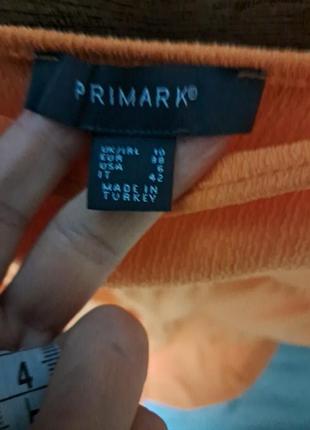 PRIMARK®
UK/IRL 10
EUR 38
USA 6
IT 42
MADE IN
TURKEY
4